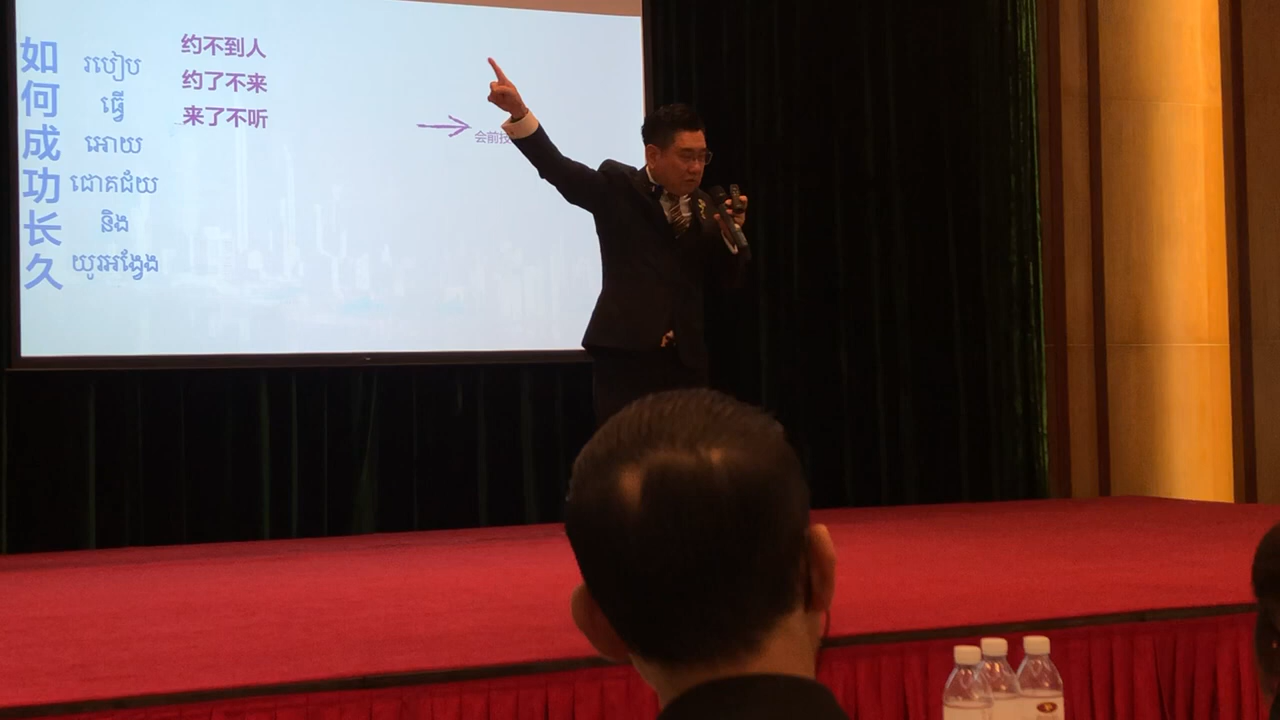 如何成功长久
របៀប
ធ្វើ
អោយ
ជោគជ័យ
និង
យូរអង្វែង
约不到人
约了不来
来了不听
会前技